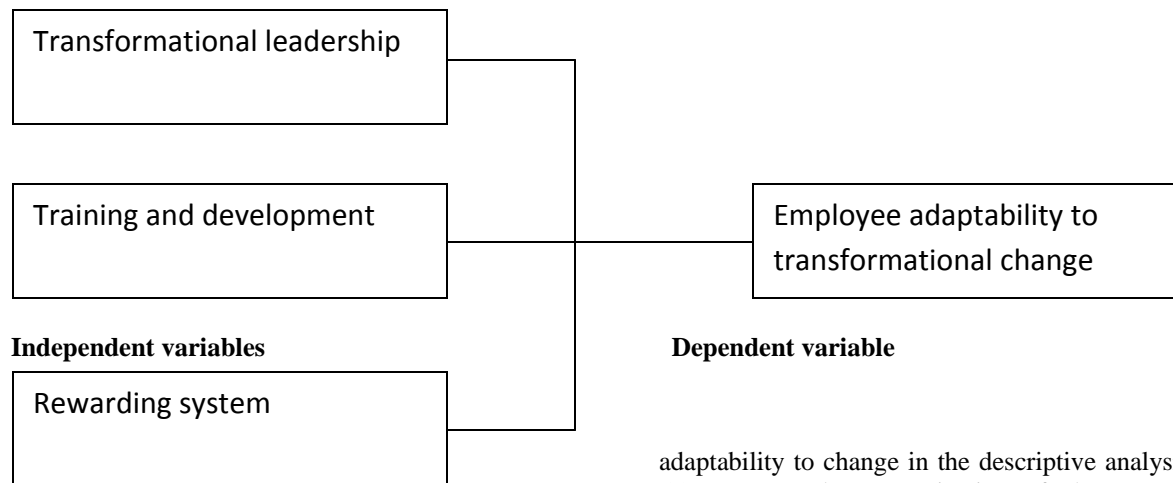 Transformational leadership
Training and development
Employee adaptability to
transformational change
Independent variables
Dependent variable
Rewarding system
adaptability to change in the descriptive analys